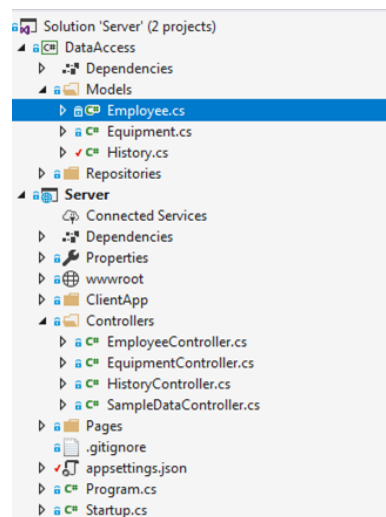 Solution 'Server' (2 projects)
C# DataAccess
Dependencies
Models
C# Employee.cs
C# Equipment.cs
C# History.cs
Repositories
Server
Connected Services
Dependencies
Properties
wwwroot
ClientApp
Controllers
C# EmployeeController.cs
C# EquipmentController.cs
C# HistoryController.cs
C# SampleDataController.cs
Pages
.gitignore
appsettings.json
C# Program.cs
C# Startup.cs